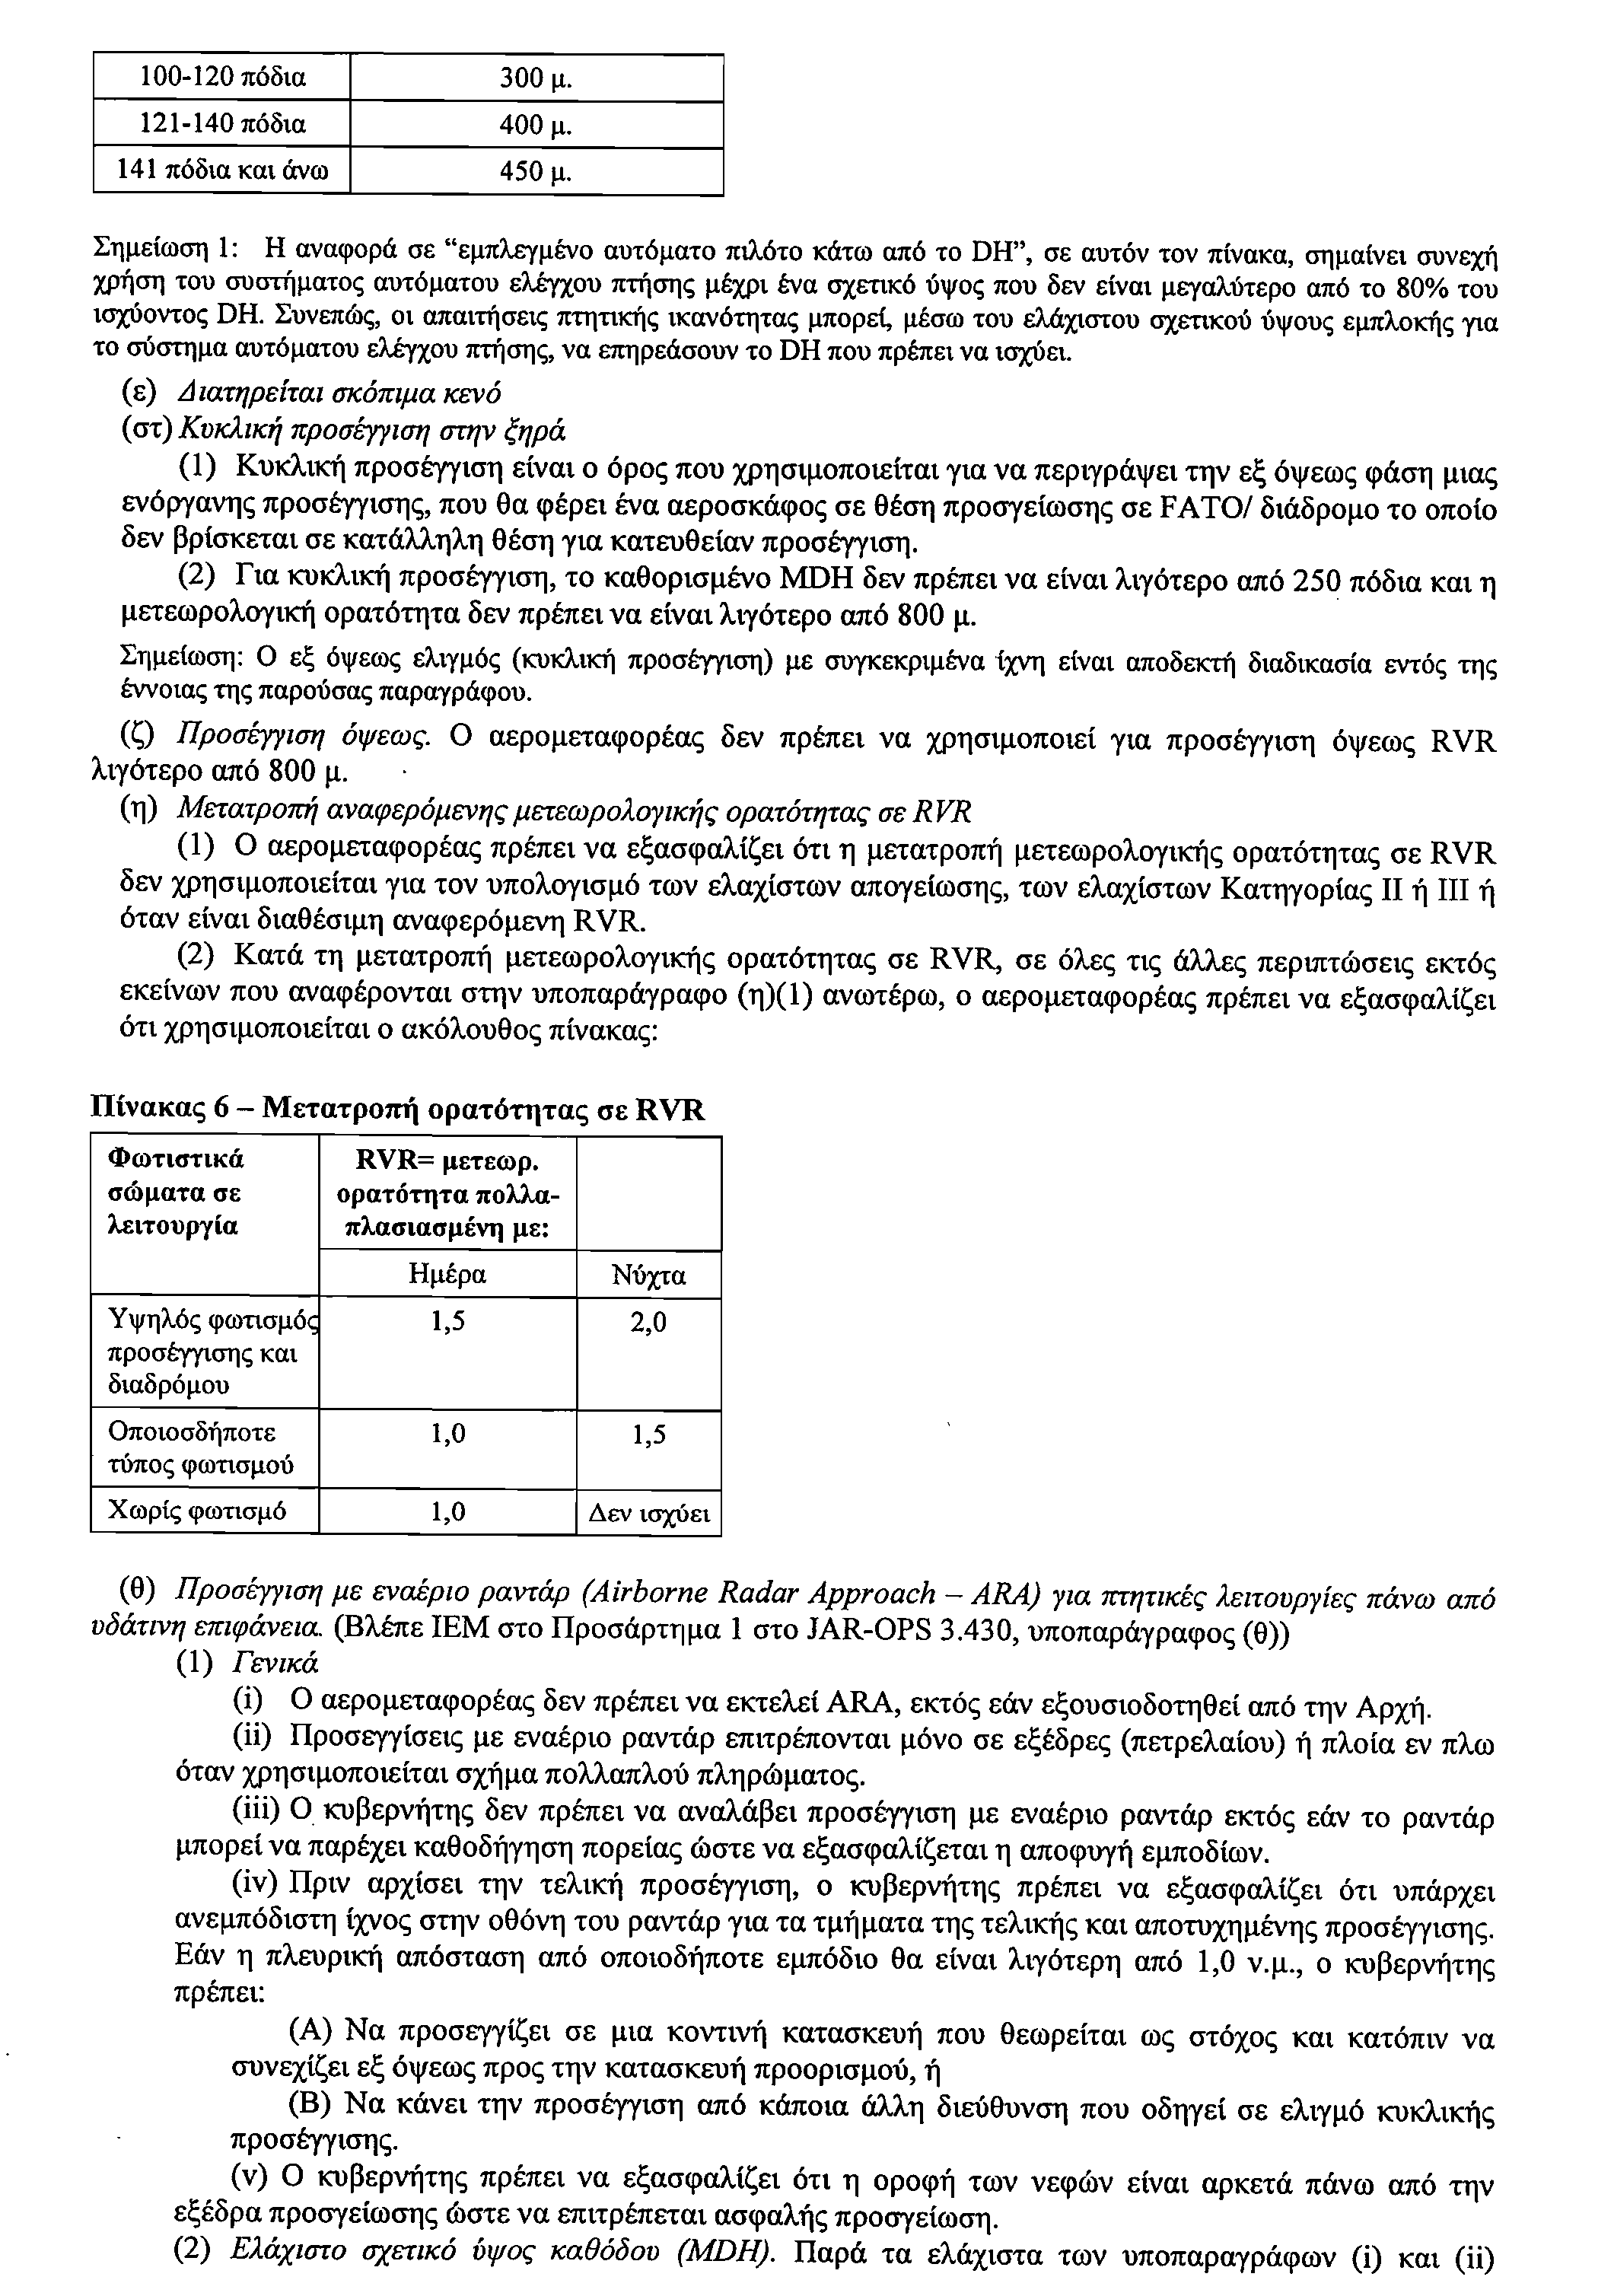 100-120 πόδια 300 μ.
121-140 πόδια 400 μ.
141 πόδια και άνω 450 μ.
Σημείωση 1: Η αναφορά σε “εμπλεγμένο αυτόματο πιλότο κάτω από το DH”, σε αυτόν τον πίνακα, σημαίνει συνεχή
χρήση του συστήματος αυτόματου ελέγχου πτήσης μέχρι ένα σχετικό ύψος που δεν είναι μεγαλύτερο από το 80% του
ισχύοντος DH. Συνεπώς, οι απαιτήσεις πτητικής ικανότητας μπορεί, μέσω του ελάχιστου σχετικού ύψους εμπλοκής για
το σύστημα αυτόματου ελέγχου πτήσης, να επηρεάσουν το DH που πρέπει να ισχύει.
(ε) Διατηρείται σκόπιμα κενό
(στ) Κυκλική προσέγγιση στην ξηρά
(1) Κυκλική προσέγγιση είναι ο όρος που χρησιμοποιείται για να περιγράψει την εξ όψεως φάση μιας
ενόργανης προσέγγισης, που θα φέρει ένα αεροσκάφος σε θέση προσγείωσης σε FATO/ διάδρομο το οποίο
δεν βρίσκεται σε κατάλληλη θέση για κατευθείαν προσέγγιση.
(2) Για κυκλική προσέγγιση, το καθορισμένο MDH δεν πρέπει να είναι λιγότερο από 250 πόδια και η
μετεωρολογική ορατότητα δεν πρέπει να είναι λιγότερο από 800 μ.
Σημείωση: Ο εξ όψεως ελιγμός (κυκλική προσέγγιση) με συγκεκριμένα ίχνη είναι αποδεκτή διαδικασία εντός της
έννοιας της παρούσας παραγράφου.
(ζ) Προσέγγιση όψεως. Ο αερομεταφορέας δεν πρέπει να χρησιμοποιεί για προσέγγιση όψεως RVR
λιγότερο από 800 μ.
(η) Μετατροπή αναφερόμενης μετεωρολογικής ορατότητας σε RVR
(1) Ο αερομεταφορέας πρέπει να εξασφαλίζει ότι η μετατροπή μετεωρολογικής ορατότητας σε RVR
δεν χρησιμοποιείται για τον υπολογισμό των ελαχίστων απογείωσης, των ελαχίστων Κατηγορίας II ή III ή
όταν είναι διαθέσιμη αναφερόμενη RVR.
(2) Κατά τη μετατροπή μετεωρολογικής ορατότητας σε RVR, σε όλες τις άλλες περιπτώσεις εκτός
εκείνων που αναφέρονται στην υποπαράγραφο (η)(1) ανωτέρω, ο αερομεταφορέας πρέπει να εξασφαλίζει
ότι χρησιμοποιείται ο ακόλουθος πίνακας:
Πίνακας 6 – Μετατροπή ορατότητας σε RVR
Φωτιστικά RVR= μετεωρ.
σώματα σε ορατότητα πολλα-
λειτουργία πλασιασμένη με:
Ημέρα Νύχτα
Υψηλός φωτισμός 1,5 2,0
προσέγγισης και
διαδρόμου
Οποιοσδήποτε 1,0 1,5
τύπος φωτισμού
Χωρίς φωτισμό 1,0 Δεν ισχύει
(θ) Προσέγγιση με εναέριο ραντάρ (Airborne Radar Approach – ARA) για πτητικές λειτουργίες πάνω από
υδάτινη επιφάνεια. (Βλέπε IEM στο Προσάρτημα 1 στο JAR-OPS 3.430, υποπαράγραφος (θ))
(1) Γενικά
(i) Ο αερομεταφορέας δεν πρέπει να εκτελεί ARA, εκτός εάν εξουσιοδοτηθεί από την Αρχή.
(ii) Προσεγγίσεις με εναέριο ραντάρ επιτρέπονται μόνο σε εξέδρες (πετρελαίου) ή πλοία εν πλω
όταν χρησιμοποιείται σχήμα πολλαπλού πληρώματος.
(iii) Ο κυβερνήτης δεν πρέπει να αναλάβει προσέγγιση με εναέριο ραντάρ εκτός εάν το ραντάρ
μπορεί να παρέχει καθοδήγηση πορείας ώστε να εξασφαλίζεται η αποφυγή εμποδίων.
(iv) Πριν αρχίσει την τελική προσέγγιση, ο κυβερνήτης πρέπει να εξασφαλίζει ότι υπάρχει
ανεμπόδιστη ίχνος στην οθόνη του ραντάρ για τα τμήματα της τελικής και αποτυχημένης προσέγγισης.
Εάν η πλευρική απόσταση από οποιοδήποτε εμπόδιο θα είναι λιγότερη από 1,0 ν.μ., ο κυβερνήτης
πρέπει:
(Α) Να προσεγγίζει σε μια κοντινή κατασκευή που θεωρείται ως στόχος και κατόπιν να
συνεχίζει εξ όψεως προς την κατασκευή προορισμού, ή
(Β) Να κάνει την προσέγγιση από κάποια άλλη διεύθυνση που οδηγεί σε ελιγμό κυκλικής
προσέγγισης.
(v) Ο κυβερνήτης πρέπει να εξασφαλίζει ότι η οροφή των νεφών είναι αρκετά πάνω από την
εξέδρα προσγείωσης ώστε να επιτρέπεται ασφαλής προσγείωση.
(2) Ελάχιστο σχετικό ύψος καθόδου (MDH). Παρά τα ελάχιστα των υποπαραγράφων (i) και (ii)